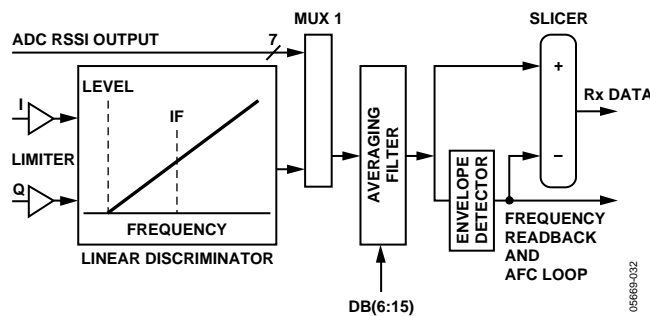 MUX 1
SLICER
ADC RSSI OUTPUT
7
LEVEL
I
IF
LIMITER
Q
FREQUENCY
LINEAR DISCRIMINATOR
AVERAGING
FILTER
DB(6:15)
ENVELOPE
DETECTOR
+
–
Rx DATA
FREQUENCY
READBACK
AND
AFC LOOP
05669-032